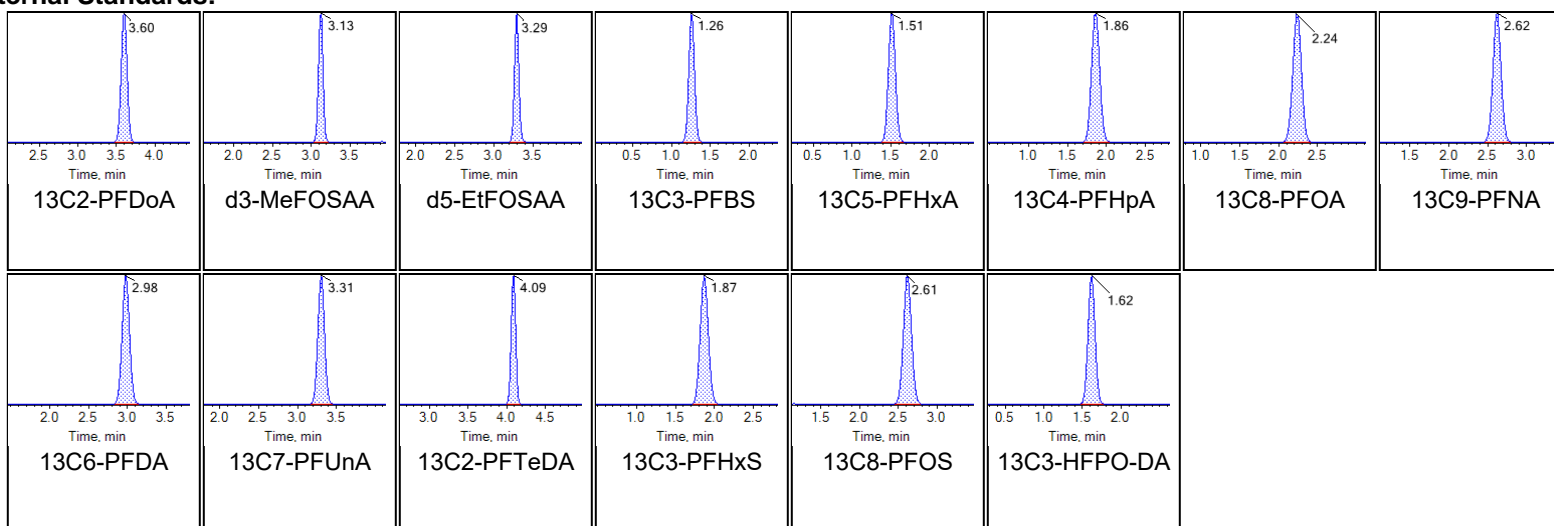 ternal Standards:
3.60 3.13 3.29 1.26 1.51 1.86 2.24 2.62
2.5 3.0 3.5 4.0 2.0 2.5 3.0 3.5 2.0 2.5 3.0 3.5 0.5 1.0 1.5 2.0 0.5 1.0 1.5 2.0 1.0 1.5 2.0 2.5 1.0 1.5 2.0 2.5 1.5 2.0 2.5 3.0
Time, min Time, min Time, min Time, min Time, min Time, min Time, min Time, min
13C2-PFDoA d3-MeFOSAA d5-EtFOSAA 13C3-PFBS 13C5-PFHxA 13C4-PFHpA 13C8-PFOA 13C9-PFNA
2.98 3.31 4.09 1.87 2.61 1.62
2.0 2.5 3.0 3.5 2.0 2.5 3.0 3.5 3.0 3.5 4.0 4.5 1.0 1.5 2.0 2.5 1.5 2.0 2.5 3.0 0.5 1.0 1.5 2.0
Time, min Time, min Time, min Time, min Time, min Time, min
13C6-PFDA 13C7-PFUnA 13C2-PFTeDA 13C3-PFHxS 13C8-PFOS 13C3-HFPO-DA